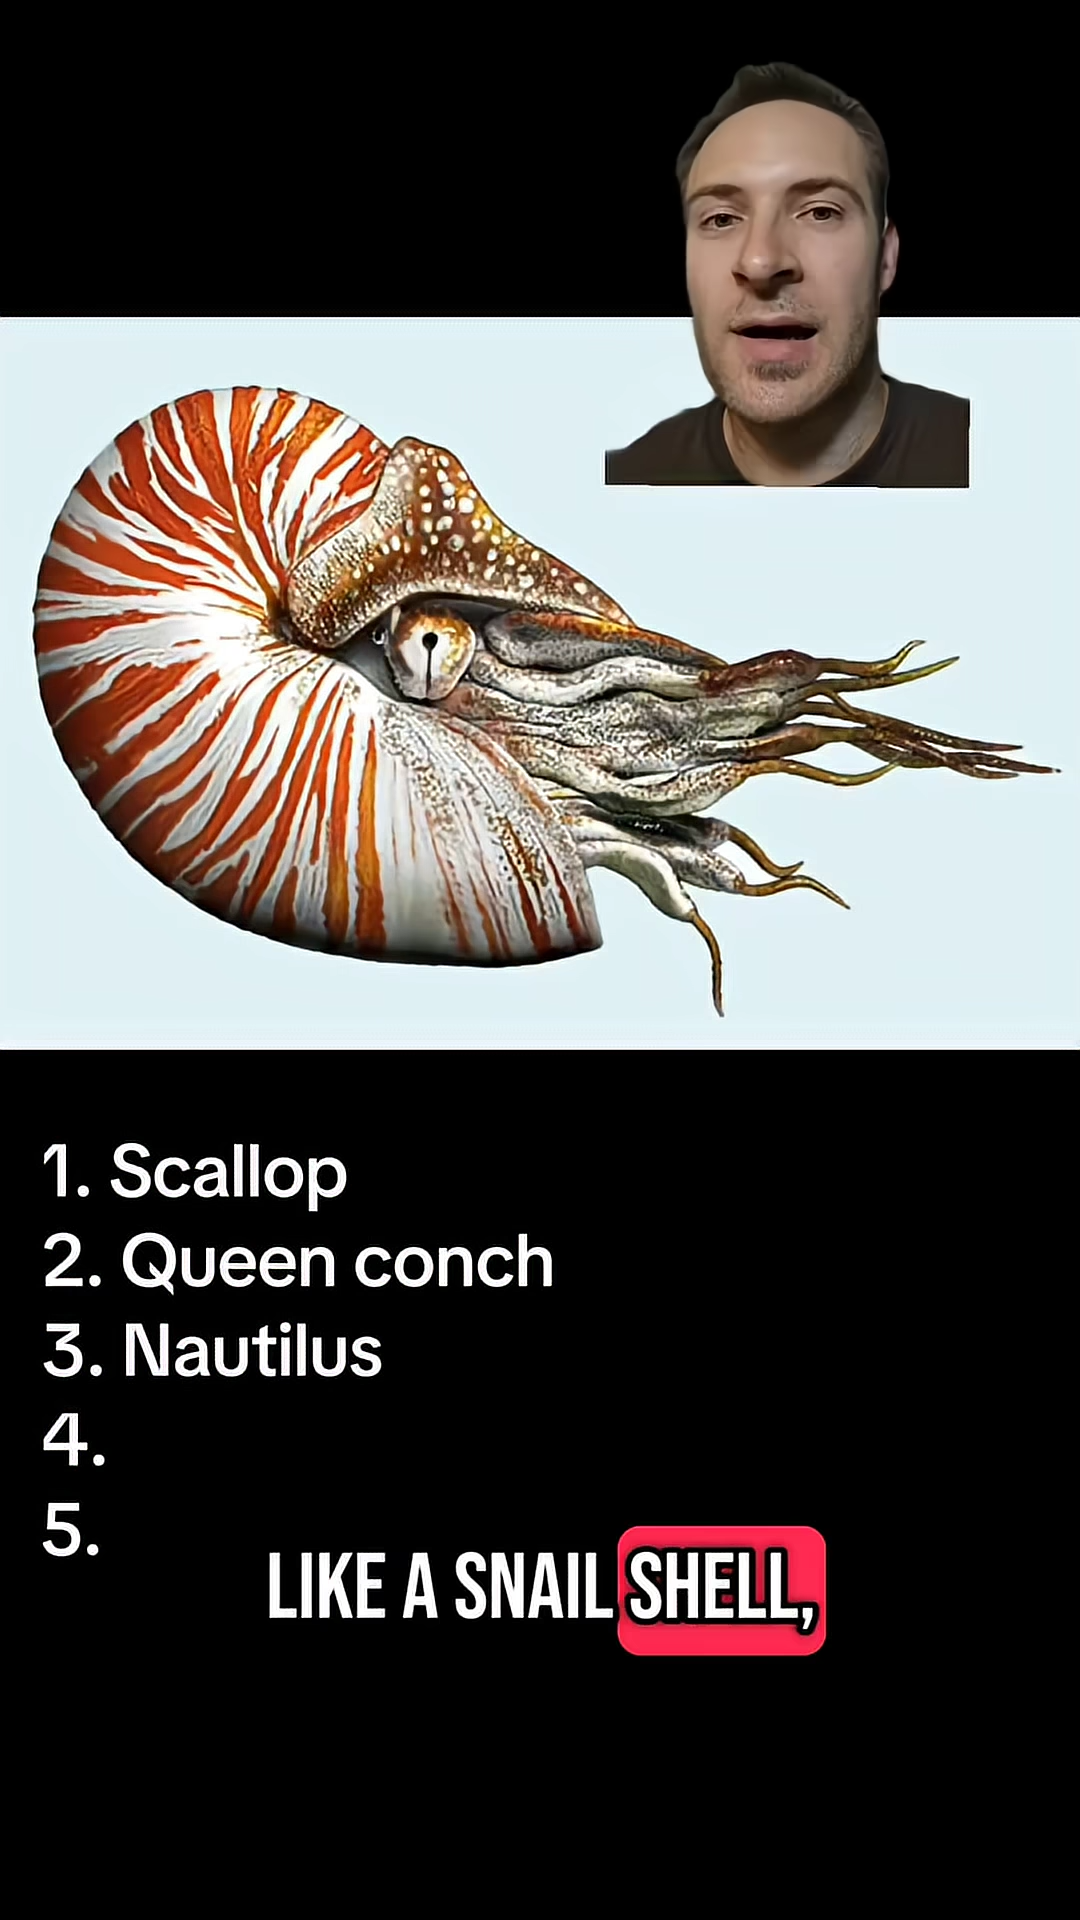 1. Scallop
2. Queen conch
3. Nautilus
4.
5.
LIKE A SNAIL SHELL,